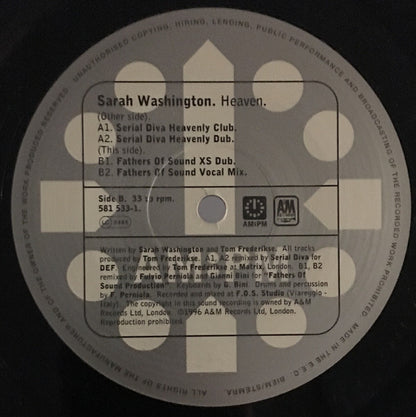 UNAUTHORISED COPYING, HIRING, LENDING, PUBLIC PERFORMANCE AND BROADCASTING OF THE RECORDED WORK PROHIBITED. MADE IN THE E.E.C. BIEM/STEMRA
ALL RIGHTS OF THE MANUFACTURER AND OF THE OWNER OF THE WORK PRODUCED RESERVED
Sarah Washington. Heaven.
(Other side).
A1. Serial Diva Heavenly Club.
A2. Serial Diva Heavenly Dub.
(This side).
B1. Fathers Of Sound XS Dub.
B2. Fathers Of Sound Vocal Mix.
Side B. 33 rpm.
581 533-1.
AM:PM
A&M
RECORDS
Written by Sarah Washington and Tom Frederikse. All tracks
produced by Tom Frederikse. A1, A2 remixed by Serial Diva for
DEF. by Tom Frederikse at Matrix, London. B1, B2
remixed by Fulvio Perniola and Gianni Bini for "Fathers Of
Sound Production". Keyboards by G. Bini. Drums and percussion
by F. Perniola. Recorded and mixed at F.O.S. Studio (Viareggio -
Italy). The copyright in this sound recording is owned by A&M
Records Ltd, London. ©1996 A&M Records Ltd, London.
Reproduction prohibited.